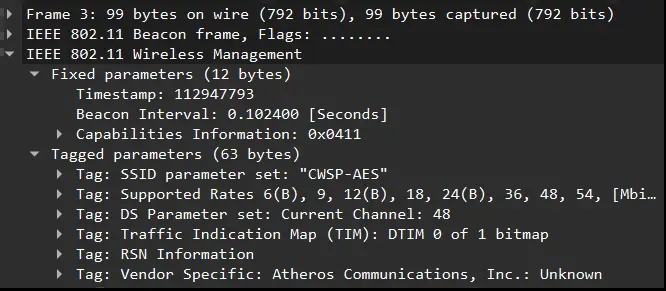 Frame 3: 99 bytes on wire (792 bits), 99 bytes captured (792 bits)
IEEE 802.11 Beacon frame, Flags: ........
IEEE 802.11 Wireless Management
Fixed parameters (12 bytes)
Timestamp: 112947793
Beacon Interval: 0.102400 [Seconds]
Capabilities Information: 0x0411
Tagged parameters (63 bytes)
Tag: SSID parameter set: "CWSP-AES"
Tag: Supported Rates 6(B), 9, 12(B), 18, 24(B), 36, 48, 54, [Mbi…
Tag: DS Parameter set: Current Channel: 48
Tag: Traffic Indication Map (TIM): DTIM 0 of 1 bitmap
Tag: RSN Information
Tag: Vendor Specific: Atheros Communications, Inc.: Unknown